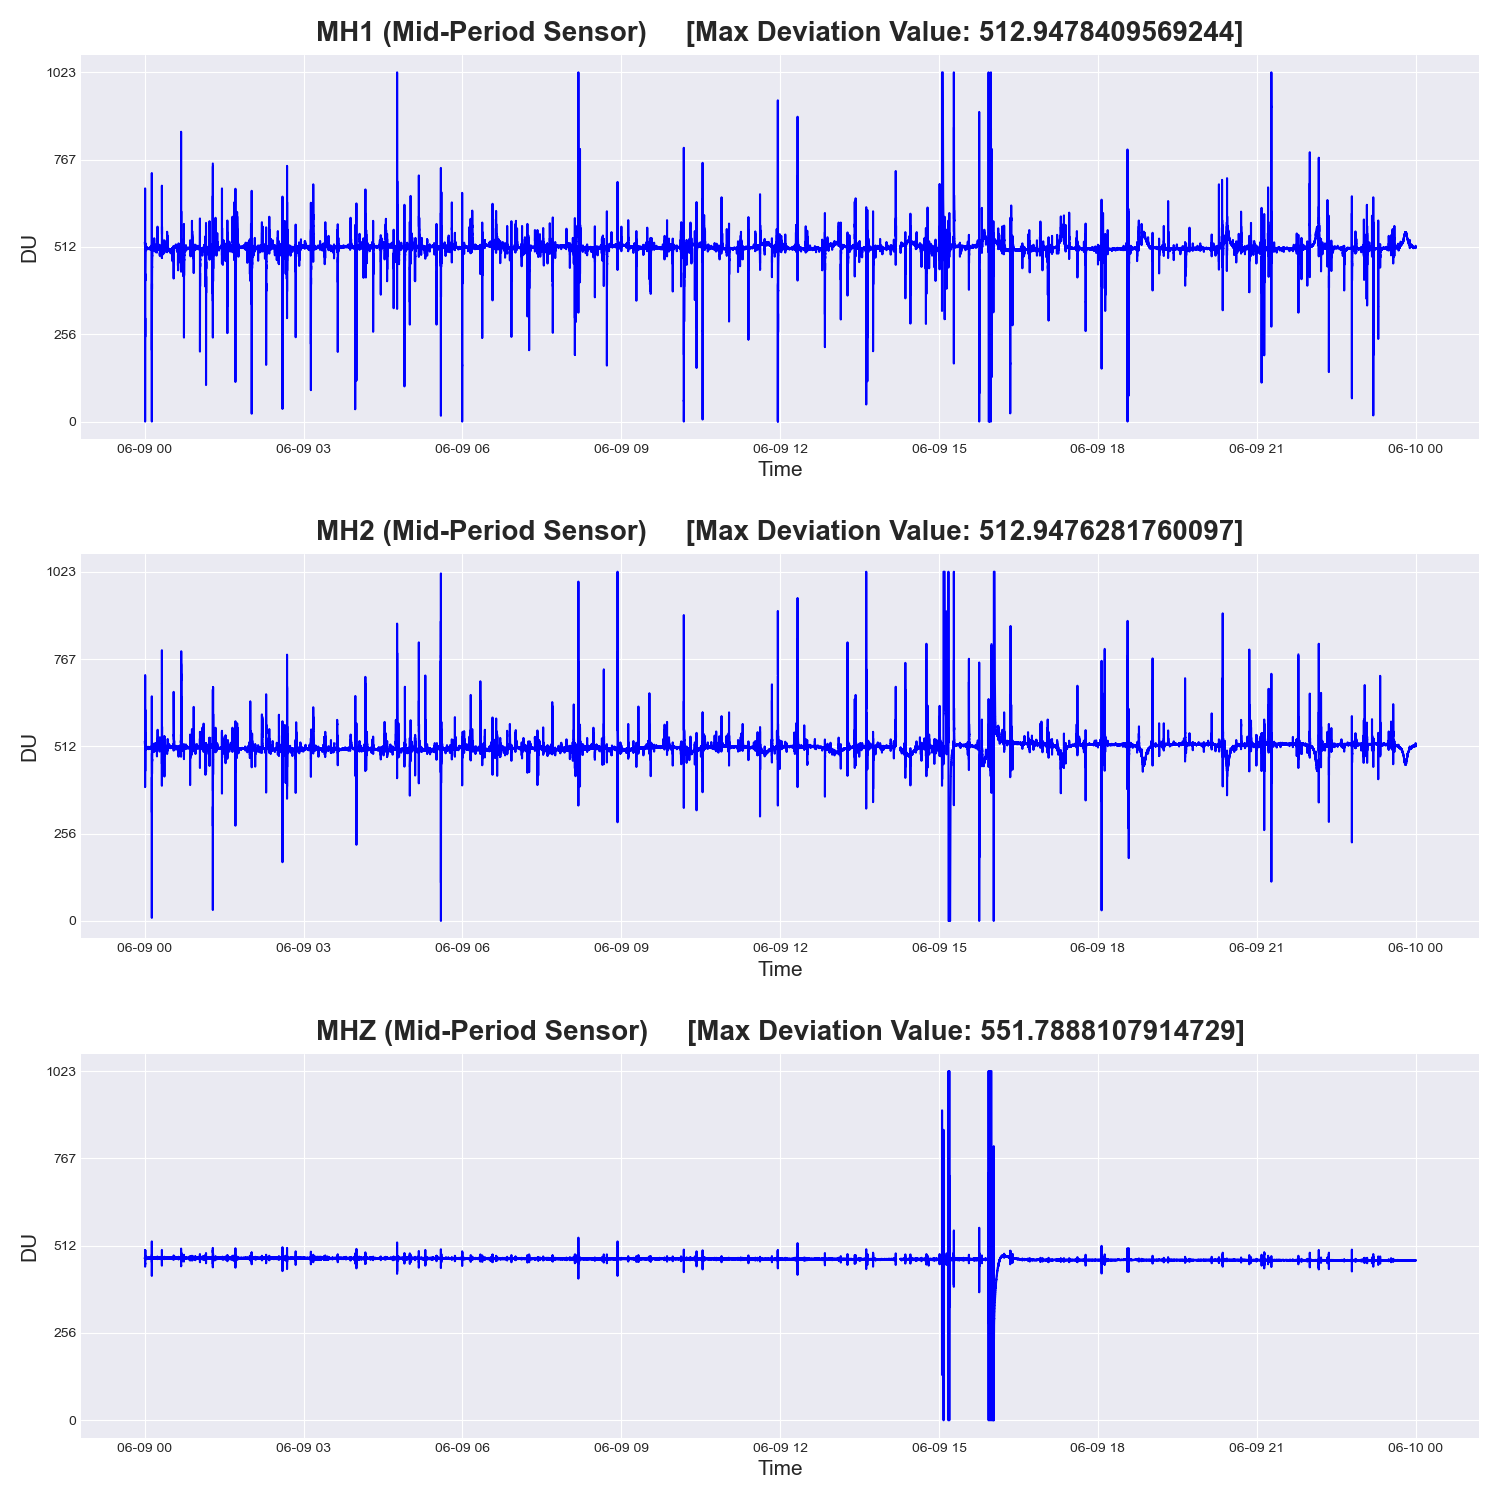 MH1 (Mid-Period Sensor) [Max Deviation Value: 512.9478409569244]
1023
767
512
256
0
DU
06-09 00 06-09 03 06-09 06 06-09 09 06-09 12 06-09 15 06-09 18 06-09 21 06-10 00
Time
MH2 (Mid-Period Sensor) [Max Deviation Value: 512.9476281760097]
1023
767
512
256
0
DU
06-09 00 06-09 03 06-09 06 06-09 09 06-09 12 06-09 15 06-09 18 06-09 21 06-10 00
Time
MHZ (Mid-Period Sensor) [Max Deviation Value: 551.7888107914729]
1023
767
512
256
0
DU
06-09 00 06-09 03 06-09 06 06-09 09 06-09 12 06-09 15 06-09 18 06-09 21 06-10 00
Time